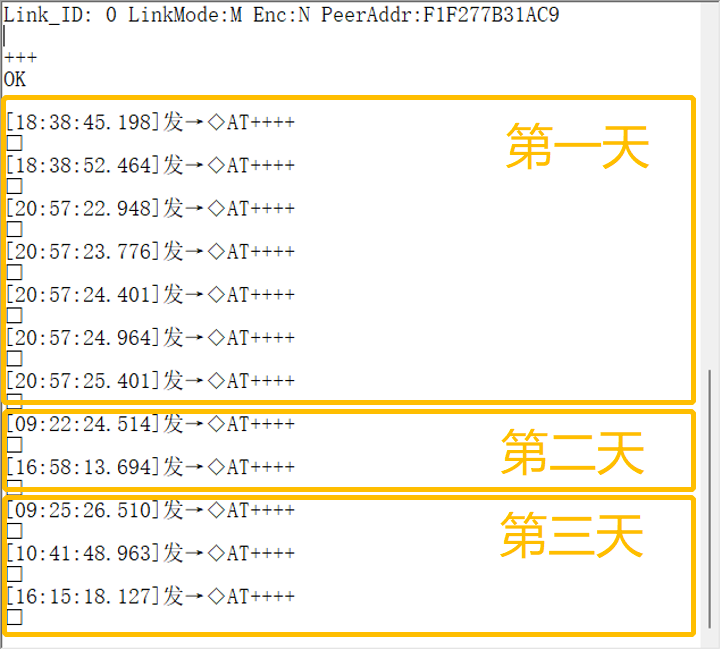 Link_ID: 0 LinkMode:M Enc:N PeerAddr:F1F277B31AC9
+++
OK
[18:38:45.198]发→◇AT++++
□
[18:38:52.464]发→◇AT++++
□
[20:57:22.948]发→◇AT++++
□
[20:57:23.776]发→◇AT++++
□
[20:57:24.401]发→◇AT++++
□
[20:57:24.964]发→◇AT++++
□
[20:57:25.401]发→◇AT++++
□
第一天
[09:22:24.514]发→◇AT++++
□
[16:58:13.694]发→◇AT++++
□
第二天
[09:25:26.510]发→◇AT++++
□
[10:41:48.963]发→◇AT++++
□
[16:15:18.127]发→◇AT++++
□
第三天